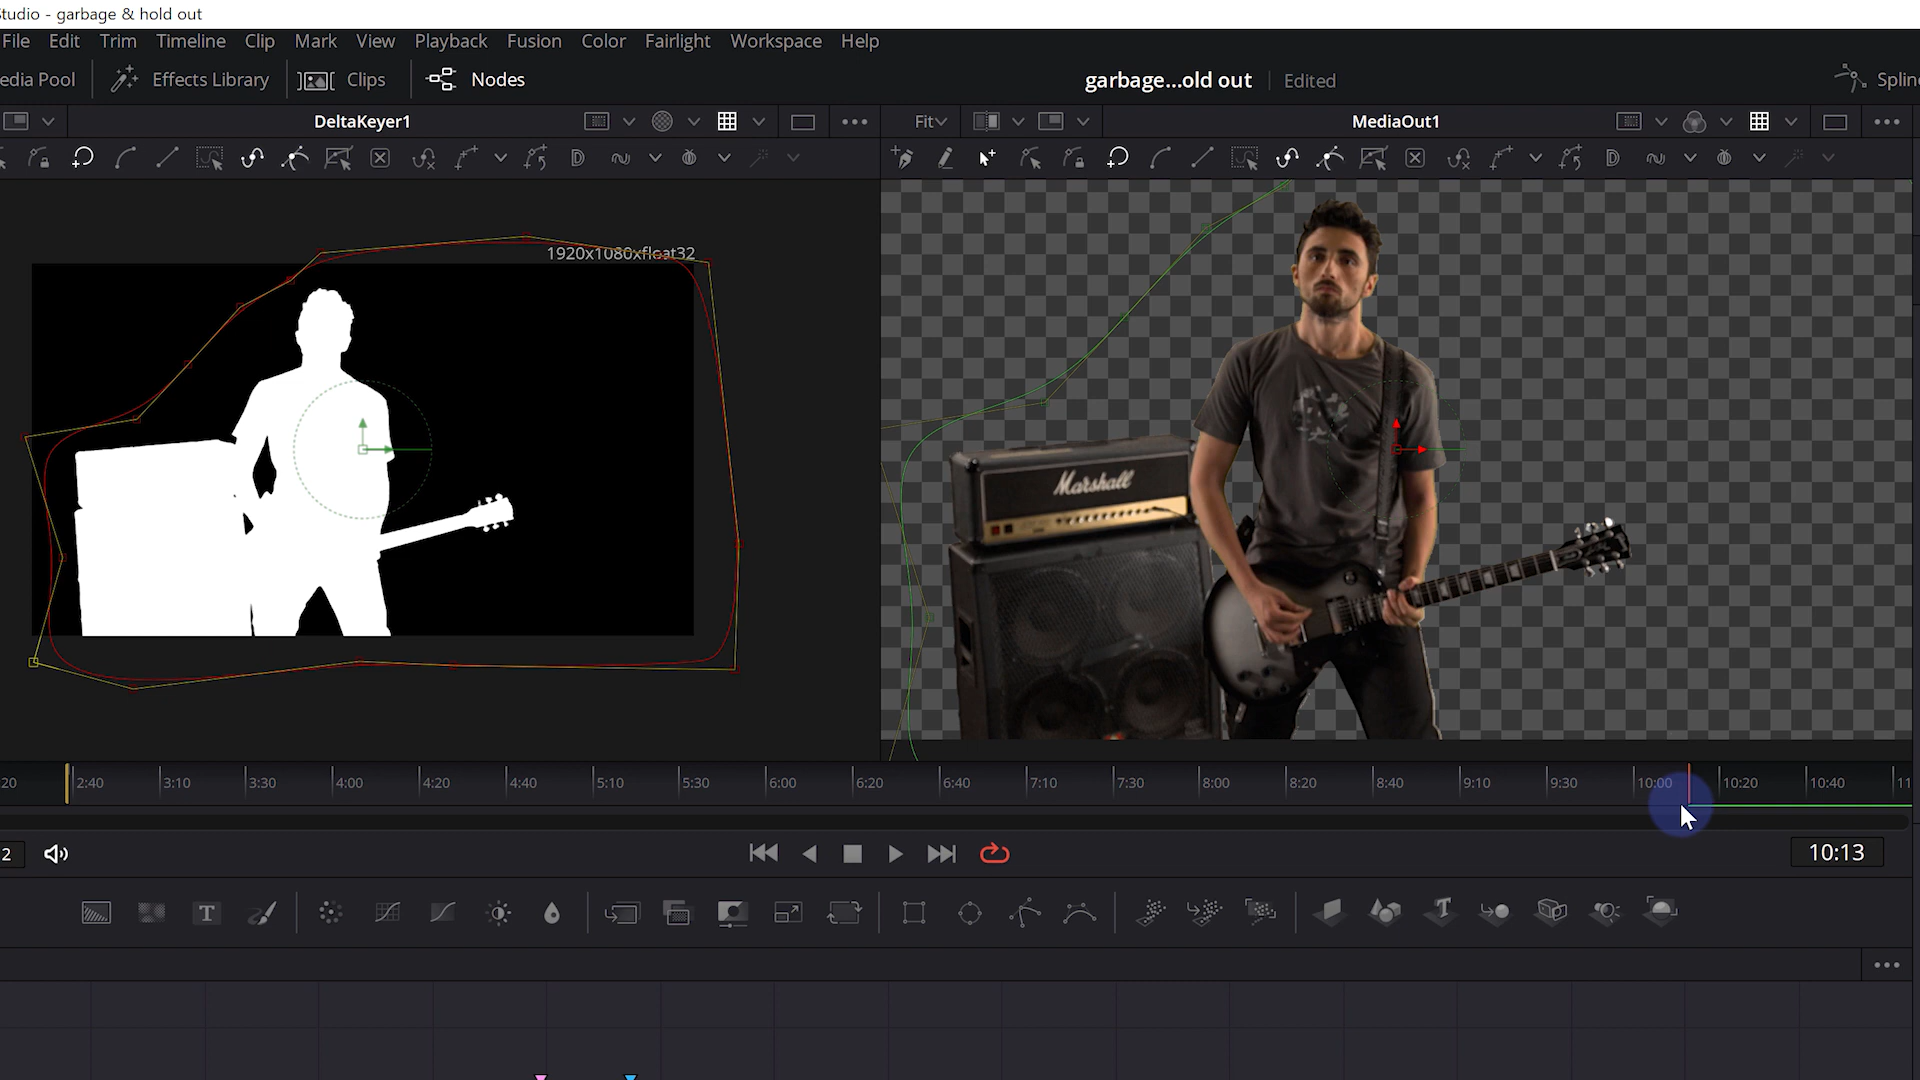 Studio - garbage & hold out
File Edit Trim Timeline Clip Mark View Playback Fusion Color Fairlight Workspace Help
edia Pool Effects Library Clips Nodes garbage...old out Edited Splin
DeltaKeyer1 Fit MediaOut1
1920x1080xfloat32
Marshall
20 2:40 3:10 3:30 4:00 4:20 4:40 5:10 5:30 6:00 6:20 6:40 7:10 7:30 8:00 8:20 8:40 9:10 9:30 10:00 10:20 10:40 11
2 10:13